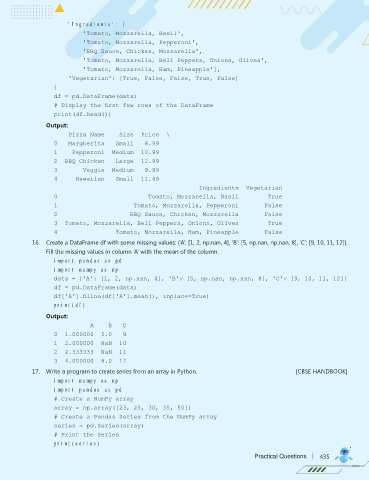 'Ingredients': [
'Tomato, Mozzarella, Basil',
'Tomato, Mozzarella, Pepperoni',
'BBQ Sauce, Chicken, Mozzarella',
'Tomato, Mozzarella, Bell Peppers, Onions, Olives',
'Tomato, Mozzarella, Ham, Pineapple'],
'Vegetarian': [True, False, False, True, False]
}
df = pd.DataFrame(data)
# Display the first few rows of the DataFrame
print(df.head())
Output:
Pizza Name Size Price \
0 Margherita Small 8.99
1 Pepperoni Medium 10.99
2 BBQ Chicken Large 12.99
3 Veggie Medium 9.99
4 Hawaiian Small 11.49
Ingredients Vegetarian
0 Tomato, Mozzarella, Basil True
1 Tomato, Mozzarella, Pepperoni False
2 BBQ Sauce, Chicken, Mozzarella False
3 Tomato, Mozzarella, Bell Peppers, Onions, Olives True
4 Tomato, Mozzarella, Ham, Pineapple False
16. Create a DataFrame df with some missing values: {'A': [1, 2, np.nan, 4], 'B': [5, np.nan, np.nan, 8], 'C': [9, 10, 11, 12]}.
Fill the missing values in column 'A' with the mean of the column.
import pandas as pd
import numpy as np
data = {'A': [1, 2, np.nan, 4], 'B': [5, np.nan, np.nan, 8], 'C': [9, 10, 11, 12]}
df = pd.DataFrame(data)
df['A'].fillna(df['A'].mean(), inplace=True)
print(df)
Output:
A B C
0 1.000000 5.0 9
1 2.000000 NaN 10
2 2.333333 NaN 11
3 4.000000 8.0 12
17. Write a program to create series from an array in Python. [CBSE HANDBOOK]
import numpy as np
import pandas as pd
# Create a NumPy array
array = np.array([23, 25, 30, 35, 50])
# Create a Pandas Series from the NumPy array
series = pd.Series(array)
# Print the Series
print(series)
Practical Questions | 435